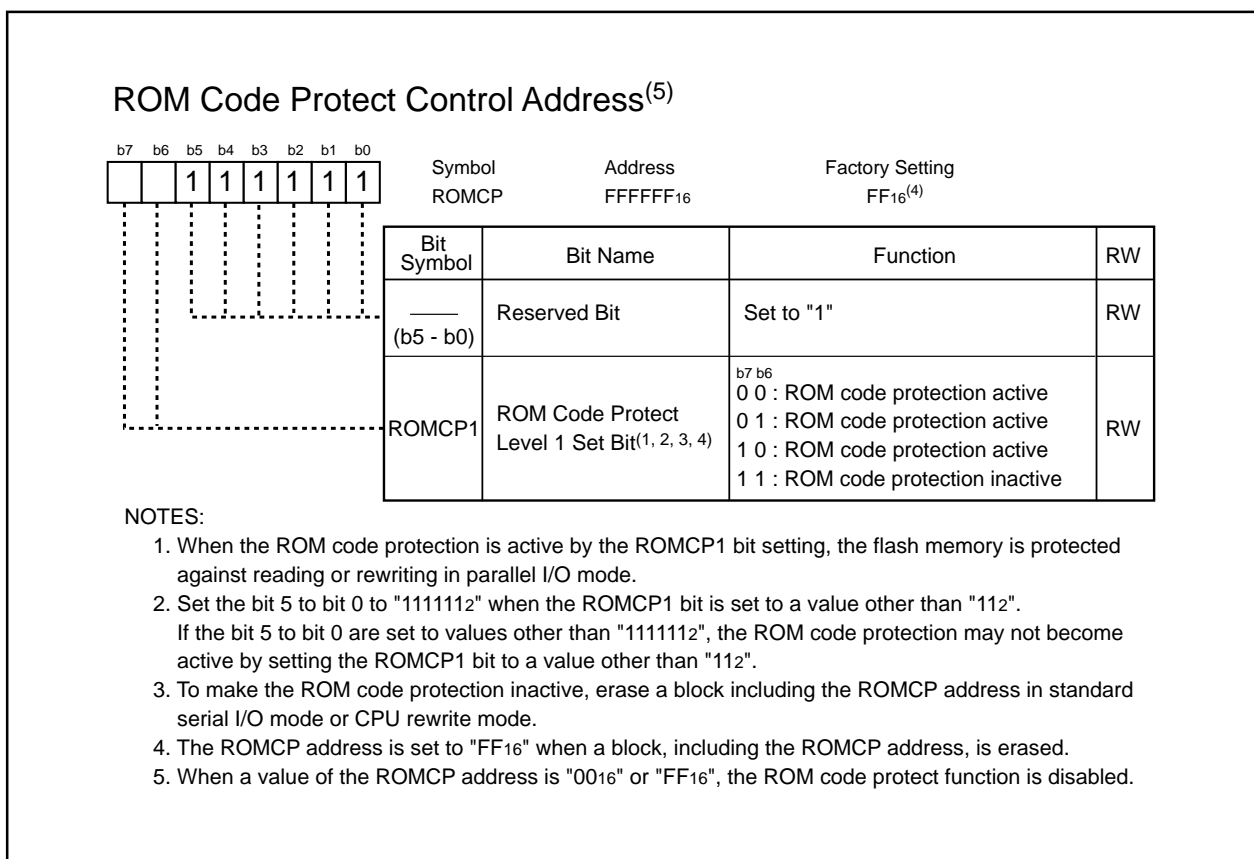 ROM Code Protect Control Address(5)
b7 b6 b5 b4 b3 b2 b1 b0
1 1 1 1 1 1
Symbol Address Factory Setting
ROMCP FFFFFF16 FF16(4)
Bit Symbol Bit Name Function RW
(b5 - b0) Reserved Bit Set to "1" RW
ROMCP1 ROM Code Protect Level 1 Set Bit(1, 2, 3, 4) RW
b7 b6
0 0 : ROM code protection active
0 1 : ROM code protection active
1 0 : ROM code protection active
1 1 : ROM code protection inactive
NOTES:
1. When the ROM code protection is active by the ROMCP1 bit setting, the flash memory is protected
against reading or rewriting in parallel I/O mode.
2. Set the bit 5 to bit 0 to "1111112" when the ROMCP1 bit is set to a value other than "112".
If the bit 5 to bit 0 are set to values other than "1111112", the ROM code protection may not become
active by setting the ROMCP1 bit to a value other than "112".
3. To make the ROM code protection inactive, erase a block including the ROMCP address in standard
serial I/O mode or CPU rewrite mode.
4. The ROMCP address is set to "FF16" when a block, including the ROMCP address, is erased.
5. When a value of the ROMCP address is "0016" or "FF16", the ROM code protect function is disabled.